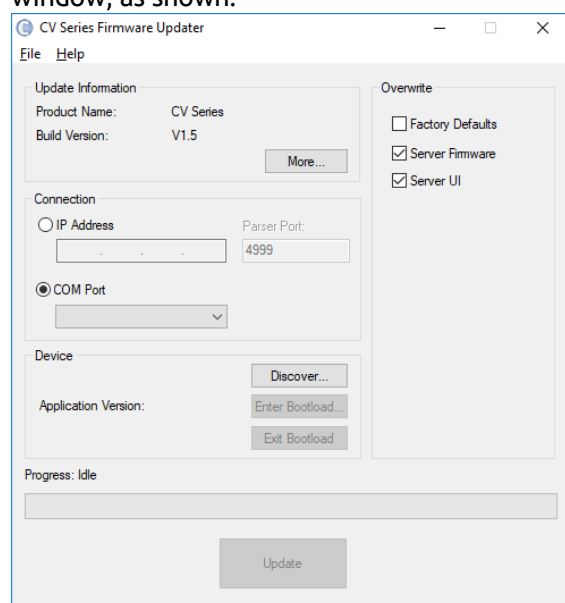 window, as shown.
CV Series Firmware Updater
File Help
Update Information
Product Name: CV Series
Build Version: V1.5
More...
Connection
IP Address
Parser Port:
. . .
4999
COM Port
Device
Discover...
Application Version:
Enter Bootload...
Exit Bootload
Progress: Idle
Update
Overwrite
Factory Defaults
Server Firmware
Server UI